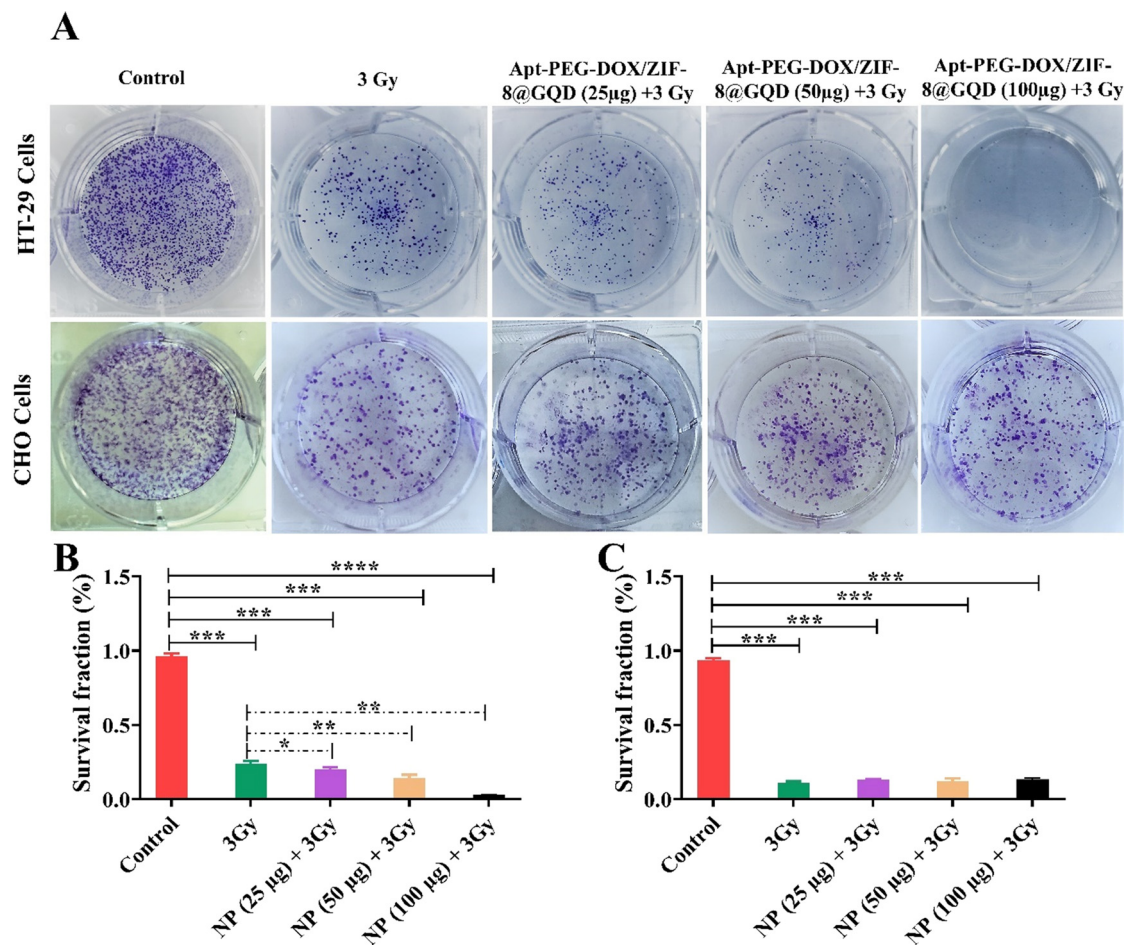 A
Control
3 Gy
Apt-PEG-DOX/ZIF-
8@GQD (25µg) +3 Gy
Apt-PEG-DOX/ZIF-
8@GQD (50µg) +3 Gy
Apt-PEG-DOX/ZIF-
8@GQD (100µg) +3 Gy
HT-29 Cells
CHO Cells
B
Survival fraction (%)
1.5
1.0
0.5
0.0
****
***
***
***
**
**
*
Control
3Gy
NP (25 µg) + 3Gy
NP (50 µg) + 3Gy
NP (100 µg) + 3Gy
C
Survival fraction (%)
1.5
1.0
0.5
0.0
***
***
***
***
Control
3Gy
NP (25 µg) + 3Gy
NP (50 µg) + 3Gy
NP (100 µg) + 3Gy